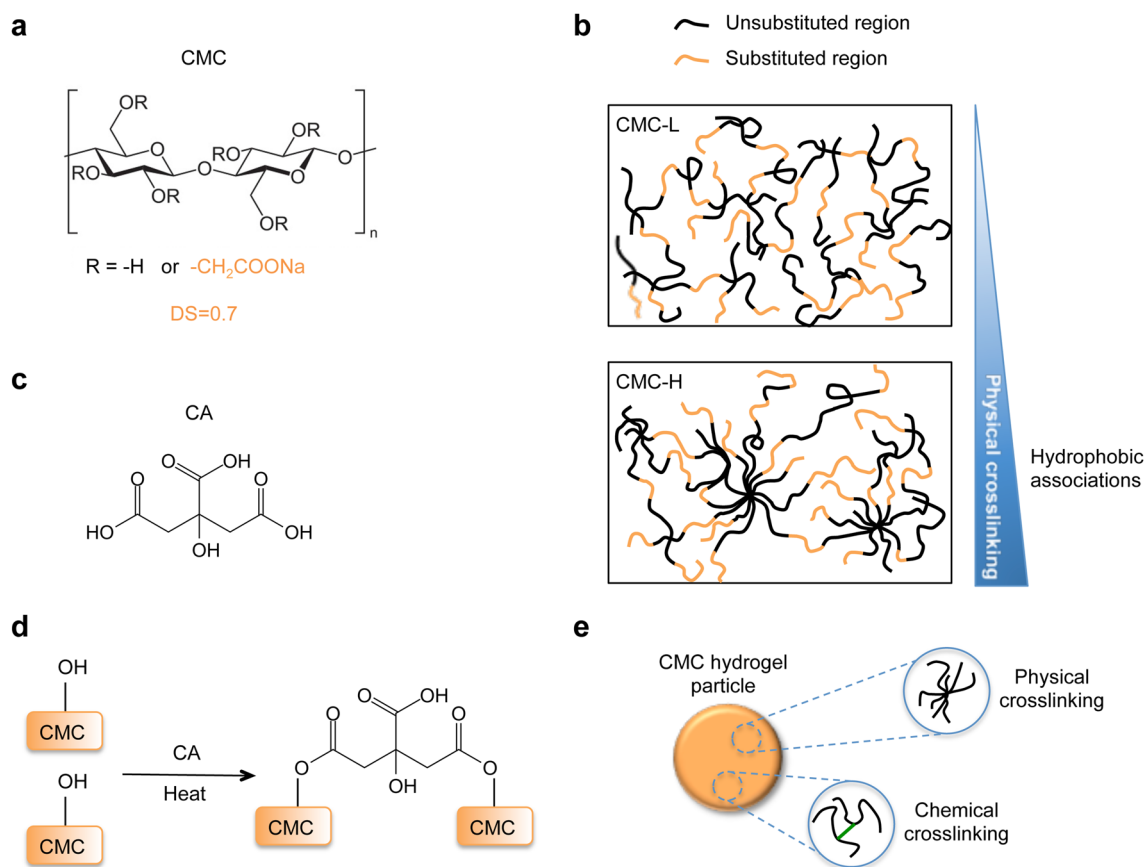 a
CMC
OR
OR
O
OR
O
RO
O
RO
O
OR
OR
n
R = -H or -CH₂COONa
DS=0.7
b
Unsubstituted region
Substituted region
CMC-L
CMC-H
Physical crosslinking
Hydrophobic
associations
c
CA
O
OH
O
O
HO
OH
OH
d
OH
CMC
OH
CMC
CA
Heat
O
OH
O
O
O
OH
O
CMC
CMC
e
CMC hydrogel
particle
Physical
crosslinking
Chemical
crosslinking